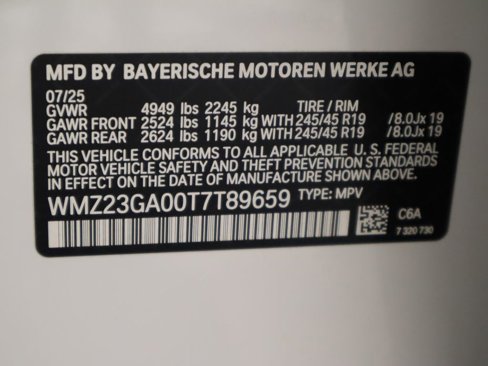 MFD BY BAYERISCHE MOTOREN WERKE AG
07/25
GVWR 4949 lbs 2245 kg TIRE / RIM
GAWR FRONT 2524 lbs 1145 kg WITH 245/45 R19 /8.0Jx 19
GAWR REAR 2624 lbs 1190 kg WITH 245/45 R19 /8.0Jx 19
THIS VEHICLE CONFORMS TO ALL APPLICABLE U. S. FEDERAL
MOTOR VEHICLE SAFETY AND THEFT PREVENTION STANDARDS
IN EFFECT ON THE DATE OF MANUFACTURE SHOWN ABOVE.
WMZ23GA00T7T89659 TYPE: MPV
C6A
7 320 730